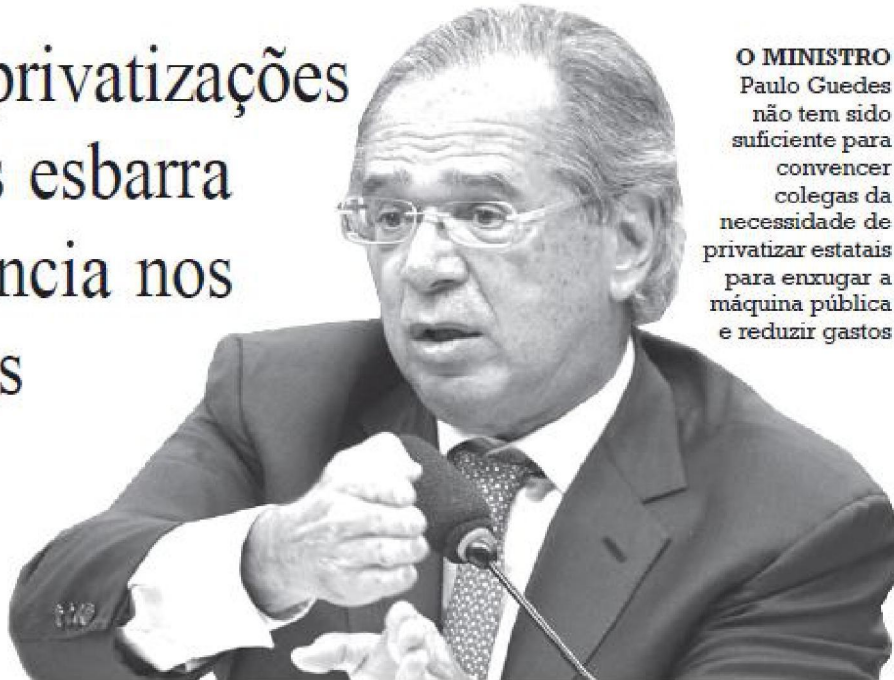 privatizações
s esbarra
ncia nos
s
O MINISTRO
Paulo Guedes
não tem sido
suficiente para
convencer
colegas da
necessidade de
privatizar estatais
para enxugar a
máquina pública
e reduzir gastos